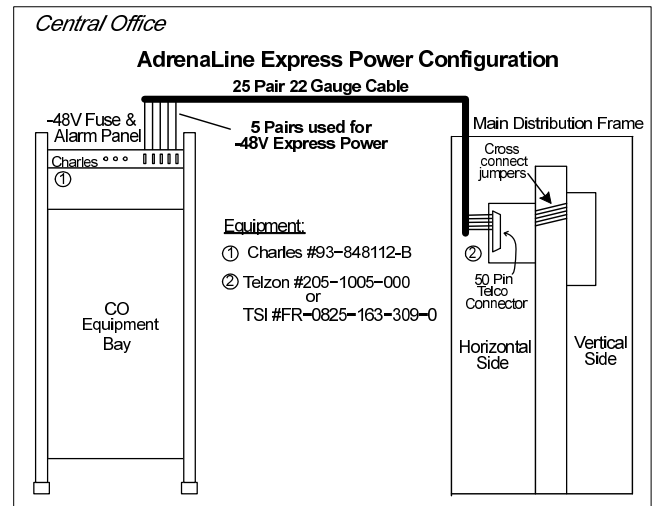 Central Office
AdrenaLine Express Power Configuration
25 Pair 22 Gauge Cable
-48V Fuse &
Alarm Panel
5 Pairs used for
-48V Express Power
Main Distribution Frame
Cross
connect
jumpers
Charles
①
Equipment:
① Charles #93-848112-B
② Telzon #205-1005-000
or
TSI #FR-0825-163-309-0
②
50 Pin
Telco
Connector
CO
Equipment
Bay
Horizontal
Side
Vertical
Side